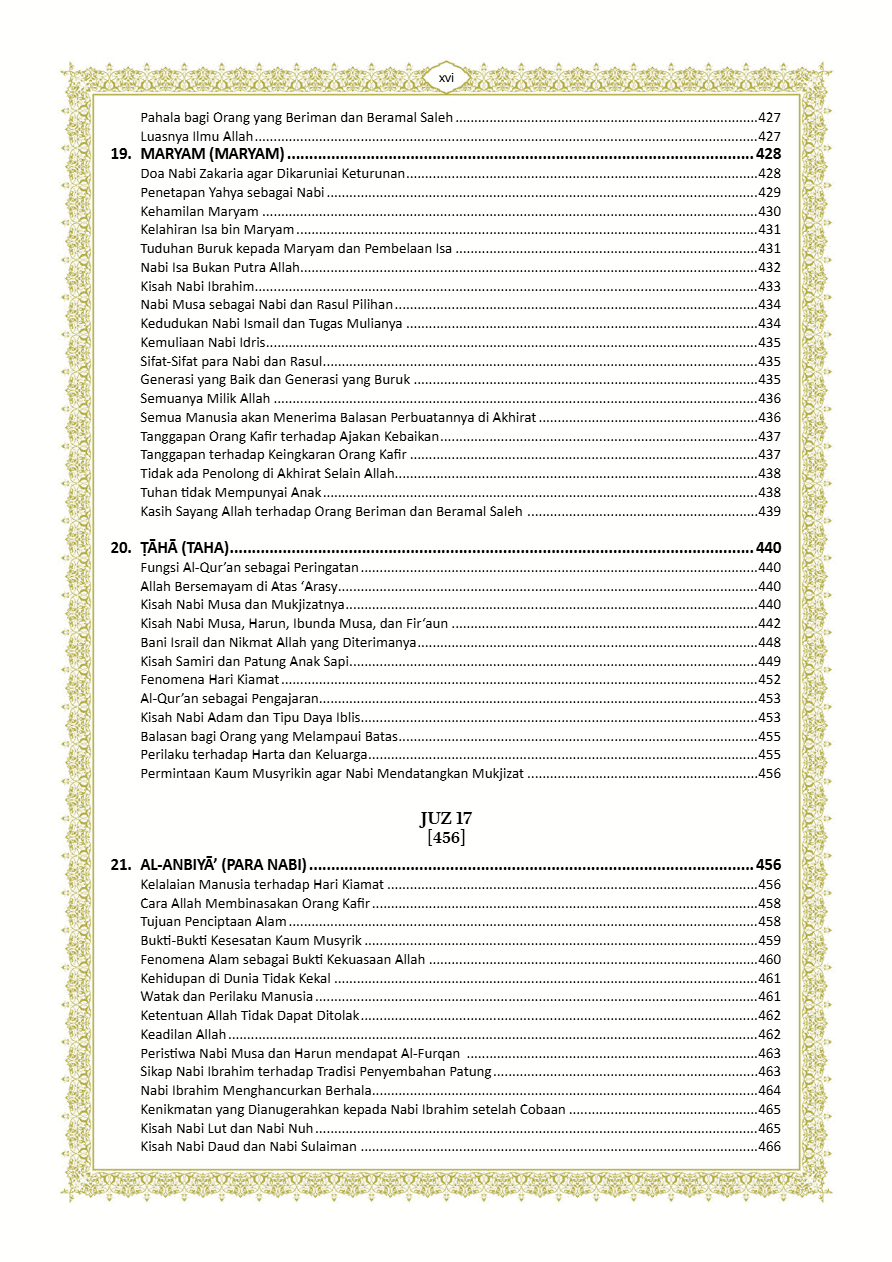 xvi
Pahala bagi Orang yang Beriman dan Beramal Saleh ........ 427
Luasnya Ilmu Allah ........ 427
19. MARYAM (MARYAM) ........ 428
Doa Nabi Zakaria agar Dikaruniai Keturunan ........ 428
Penetapan Yahya sebagai Nabi ........ 429
Kehamilan Maryam ........ 430
Kelahiran Isa bin Maryam ........ 431
Tuduhan Buruk kepada Maryam dan Pembelaan Isa ........ 431
Nabi Isa Bukan Putra Allah ........ 432
Kisah Nabi Ibrahim ........ 433
Nabi Musa sebagai Nabi dan Rasul Pilihan ........ 434
Kedudukan Nabi Ismail dan Tugas Mulianya ........ 434
Kemuliaan Nabi Idris ........ 435
Sifat-Sifat para Nabi dan Rasul ........ 435
Generasi yang Baik dan Generasi yang Buruk ........ 435
Semuanya Milik Allah ........ 436
Semua Manusia akan Menerima Balasan Perbuatannya di Akhirat ........ 436
Tanggapan Orang Kafir terhadap Ajakan Kebaikan ........ 437
Tanggapan terhadap Keingkaran Orang Kafir ........ 437
Tidak ada Penolong di Akhirat Selain Allah ........ 438
Tuhan tidak Mempunyai Anak ........ 438
Kasih Sayang Allah terhadap Orang Beriman dan Beramal Saleh ........ 439
20. ṬĀHĀ (TAHA) ........ 440
Fungsi Al-Qur’an sebagai Peringatan ........ 440
Allah Bersemayam di Atas ‘Arasy ........ 440
Kisah Nabi Musa dan Mukjizatnya ........ 440
Kisah Nabi Musa, Harun, Ibunda Musa, dan Fir‘aun ........ 442
Bani Israil dan Nikmat Allah yang Diterimanya ........ 448
Kisah Samiri dan Patung Anak Sapi ........ 449
Fenomena Hari Kiamat ........ 452
Al-Qur’an sebagai Pengajaran ........ 453
Kisah Nabi Adam dan Tipu Daya Iblis ........ 453
Balasan bagi Orang yang Melampaui Batas ........ 455
Perilaku terhadap Harta dan Keluarga ........ 455
Permintaan Kaum Musyrikin agar Nabi Mendatangkan Mukjizat ........ 456
JUZ 17
[456]
21. AL-ANBIYĀ’ (PARA NABI) ........ 456
Kelalaian Manusia terhadap Hari Kiamat ........ 456
Cara Allah Membinasakan Orang Kafir ........ 458
Tujuan Penciptaan Alam ........ 458
Bukti-Bukti Kesesatan Kaum Musyrik ........ 459
Fenomena Alam sebagai Bukti Kekuasaan Allah ........ 460
Kehidupan di Dunia Tidak Kekal ........ 461
Watak dan Perilaku Manusia ........ 461
Ketentuan Allah Tidak Dapat Ditolak ........ 462
Keadilan Allah ........ 462
Peristiwa Nabi Musa dan Harun mendapat Al-Furqan ........ 463
Sikap Nabi Ibrahim terhadap Tradisi Penyembahan Patung ........ 463
Nabi Ibrahim Menghancurkan Berhala ........ 464
Kenikmatan yang Dianugerahkan kepada Nabi Ibrahim setelah Cobaan ........ 465
Kisah Nabi Lut dan Nabi Nuh ........ 465
Kisah Nabi Daud dan Nabi Sulaiman ........ 466